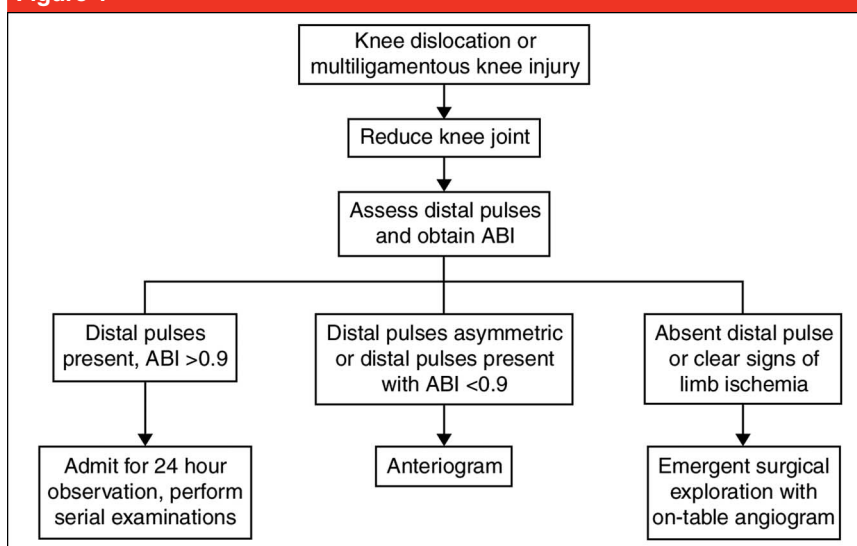 Knee dislocation or
multiligamentous knee injury
Reduce knee joint
Assess distal pulses
and obtain ABI
Distal pulses
present, ABI >0.9
Distal pulses asymmetric
or distal pulses present
with ABI <0.9
Absent distal pulse
or clear signs of
limb ischemia
Admit for 24 hour
observation, perform
serial examinations
Anteriogram
Emergent surgical
exploration with
on-table angiogram